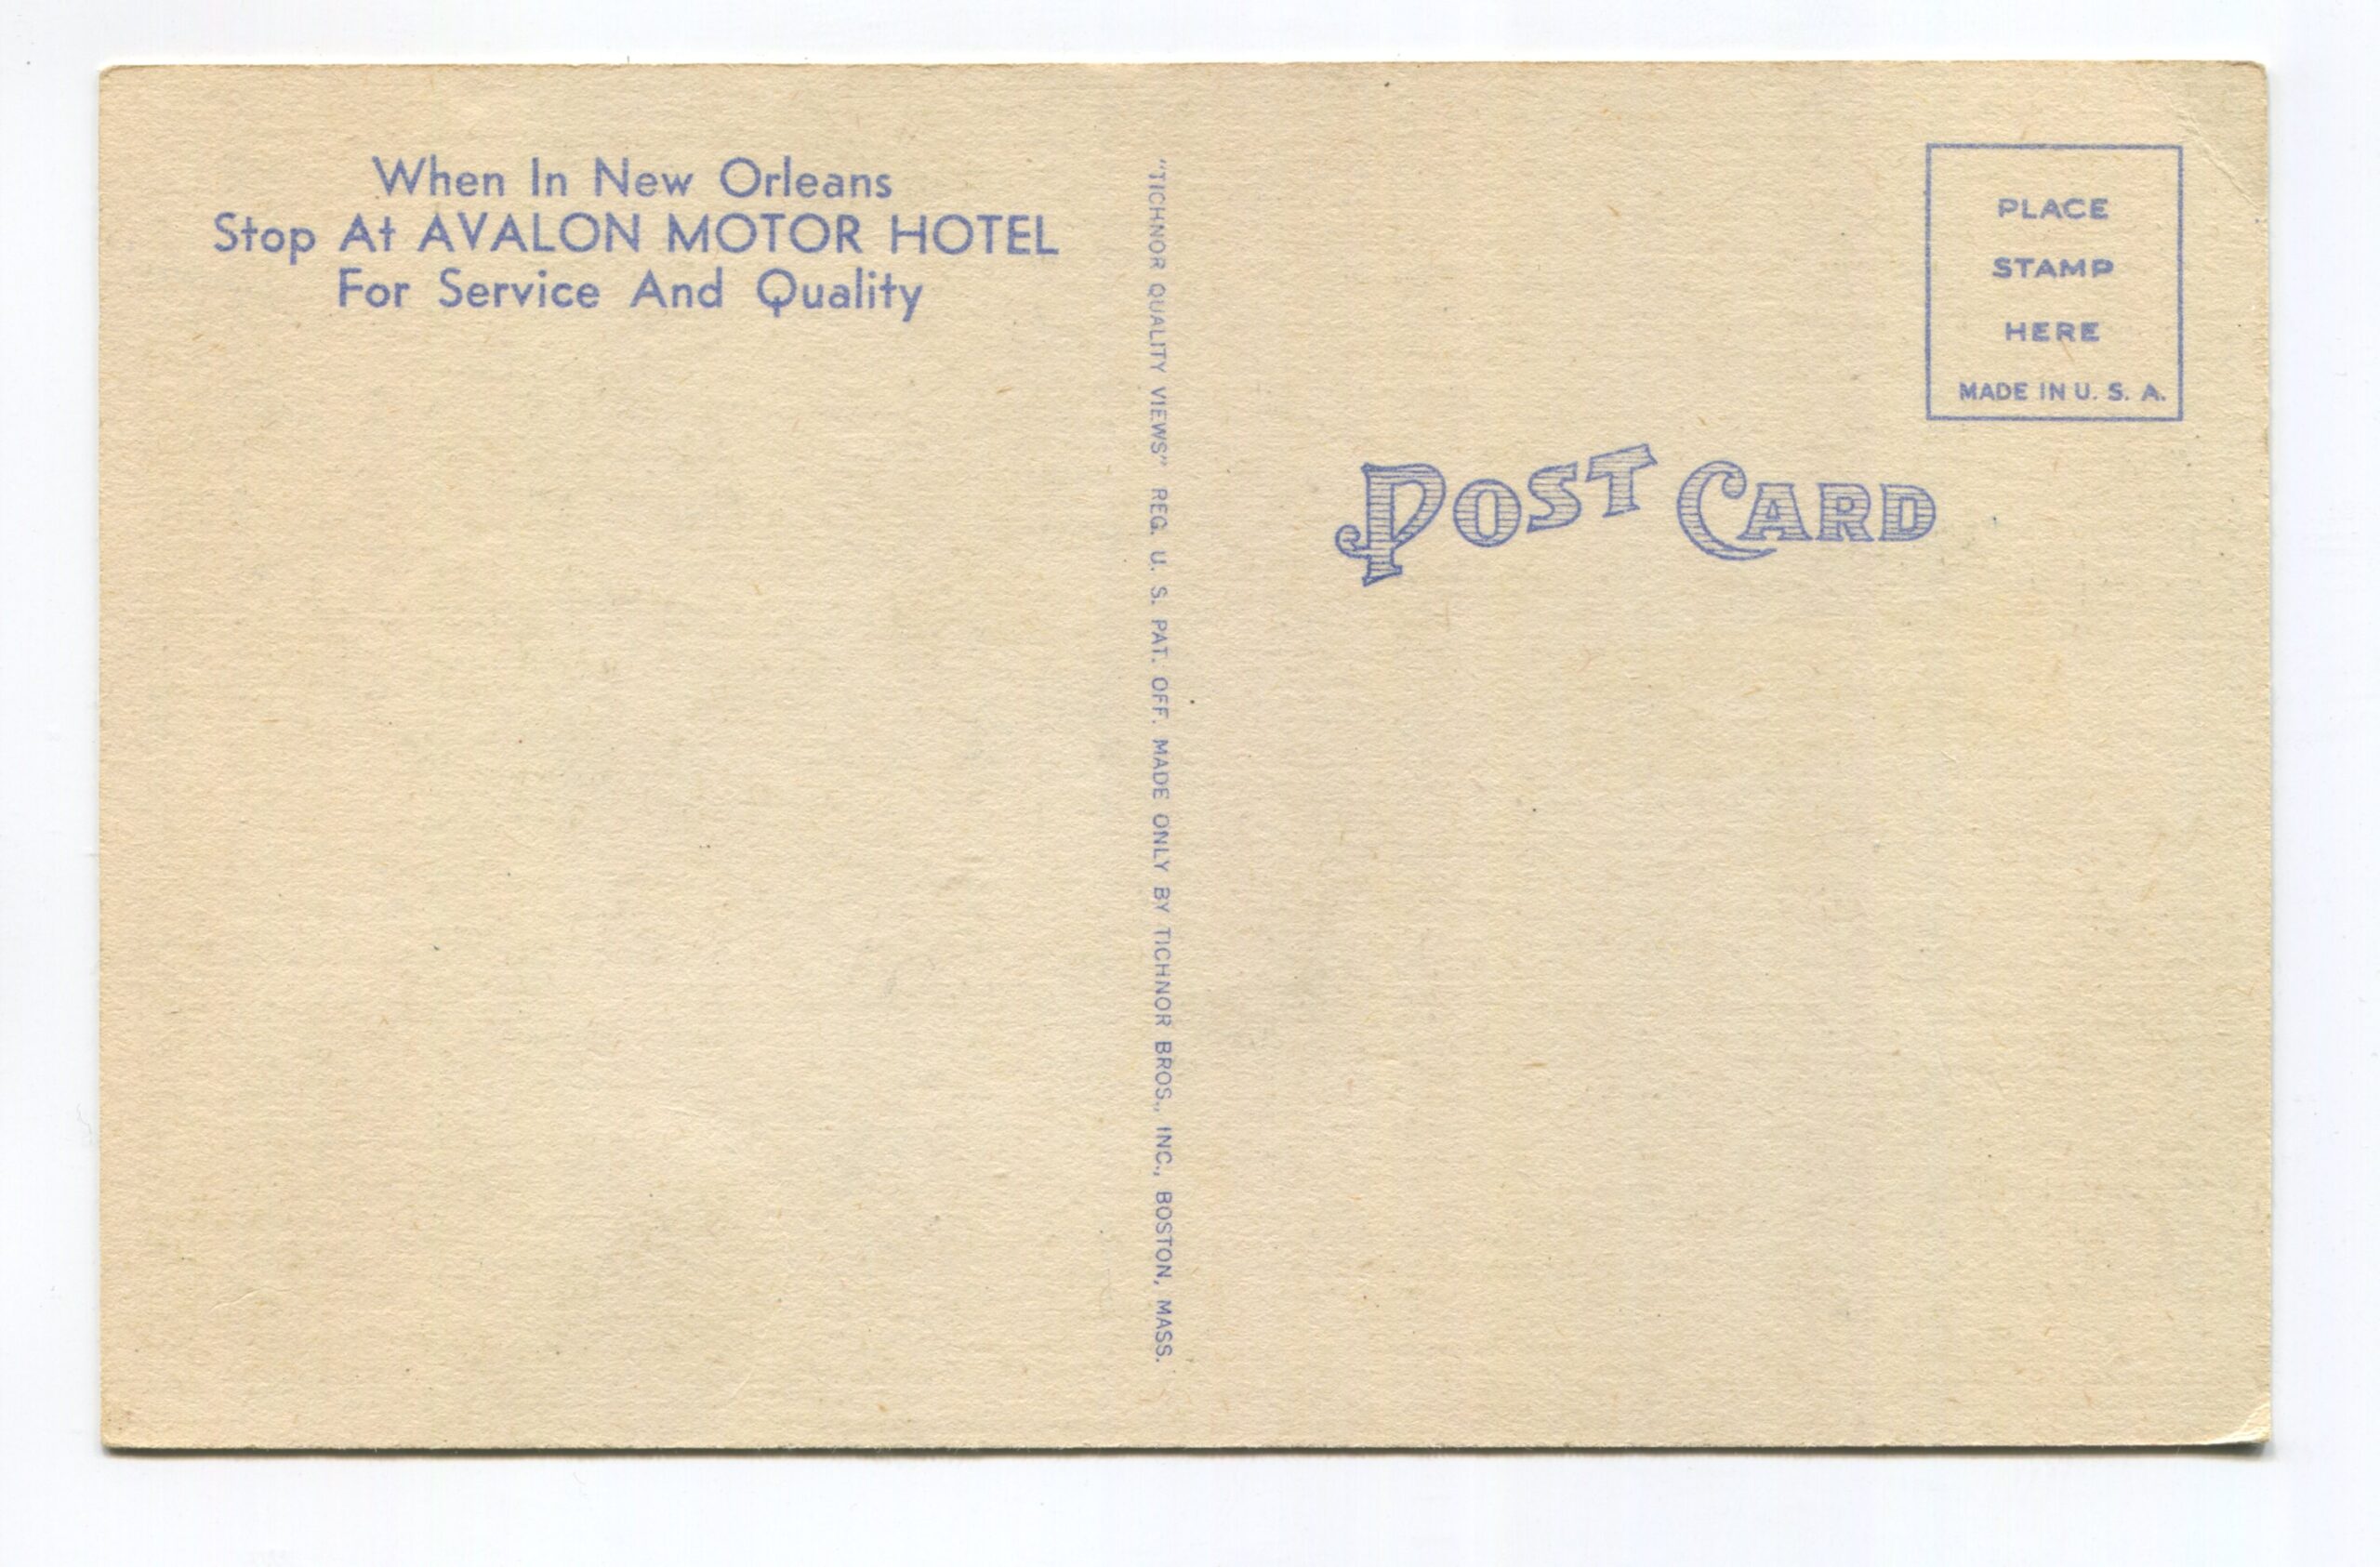 When In New Orleans
Stop At AVALON MOTOR HOTEL
For Service And Quality
"TICHNOR QUALITY VIEWS" REG. U. S. PAT. OFF. MADE ONLY BY TICHNOR BROS., INC., BOSTON, MASS.
PLACE
STAMP
HERE
MADE IN U. S. A.
POST CARD